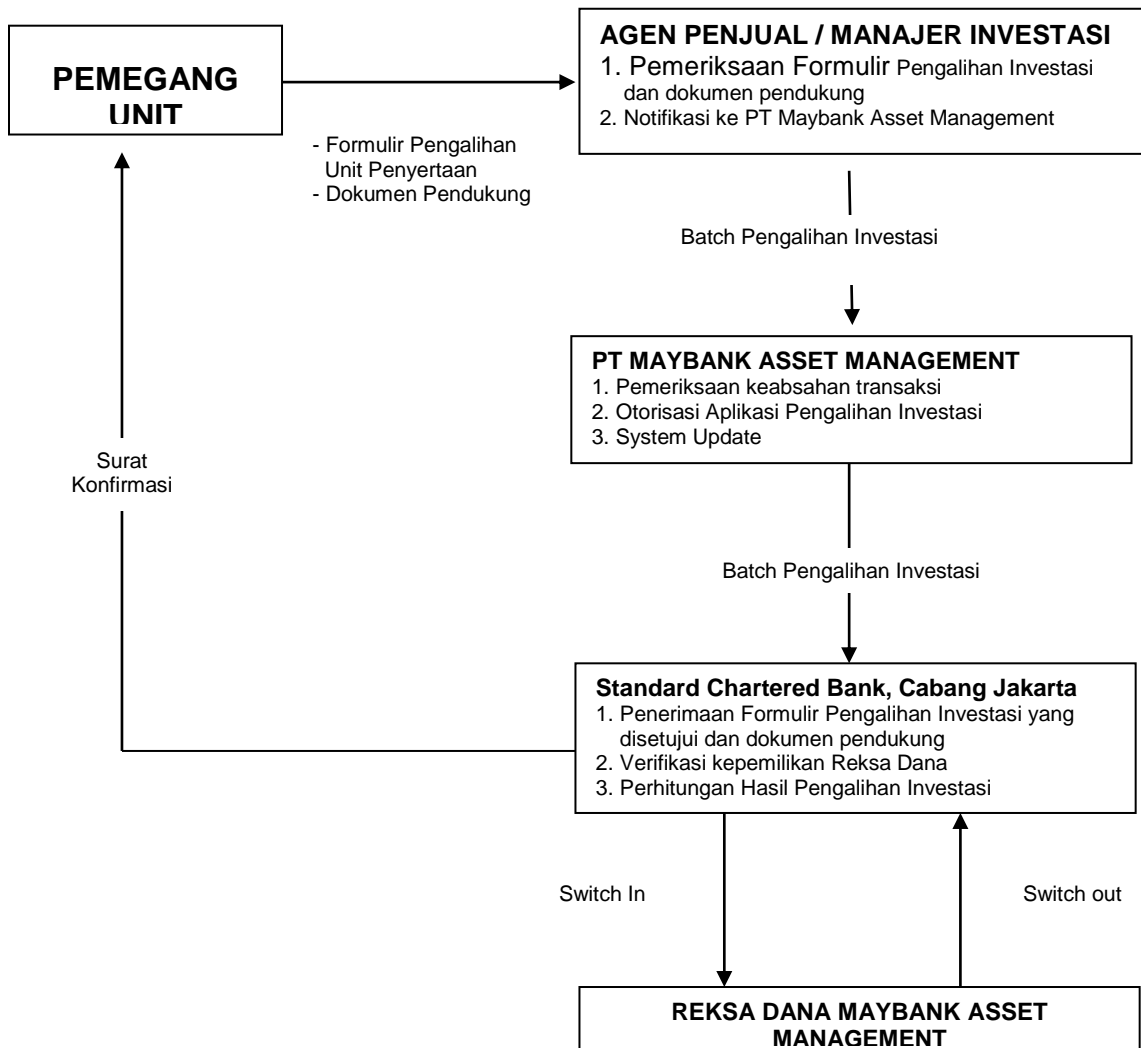 PEMEGANG
UNIT
- Formulir Pengalihan
Unit Penyertaan
- Dokumen Pendukung
AGEN PENJUAL / MANAJER INVESTASI
1. Pemeriksaan Formulir Pengalihan Investasi
dan dokumen pendukung
2. Notifikasi ke PT Maybank Asset Management
Batch Pengalihan Investasi
PT MAYBANK ASSET MANAGEMENT
1. Pemeriksaan keabsahan transaksi
2. Otorisasi Aplikasi Pengalihan Investasi
3. System Update
Surat
Konfirmasi
Batch Pengalihan Investasi
Standard Chartered Bank, Cabang Jakarta
1. Penerimaan Formulir Pengalihan Investasi yang
disetujui dan dokumen pendukung
2. Verifikasi kepemilikan Reksa Dana
3. Perhitungan Hasil Pengalihan Investasi
Switch In
Switch out
REKSA DANA MAYBANK ASSET
MANAGEMENT